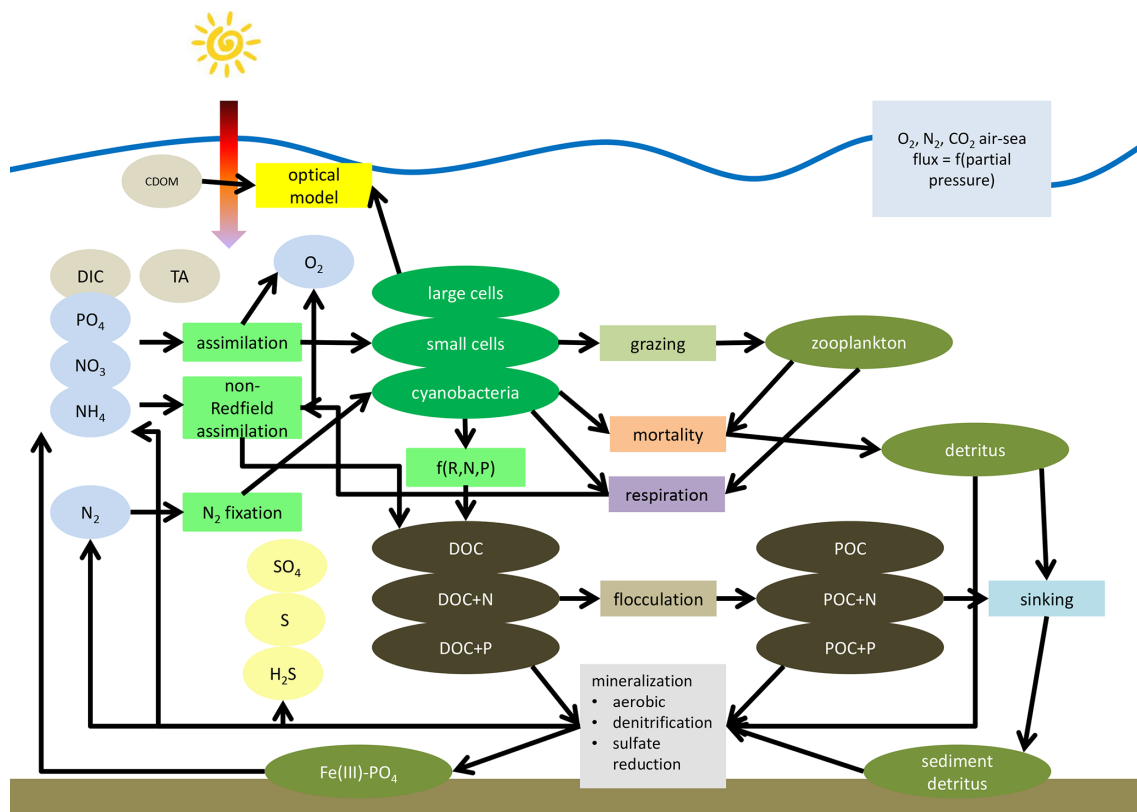 O₂, N₂, CO₂ air-sea
flux = f(partial
pressure)
CDOM
optical
model
DIC
TA
O₂
PO₄
NO₃
NH₄
assimilation
non-
Redfield
assimilation
large cells
small cells
cyanobacteria
grazing
zooplankton
mortality
detritus
f(R,N,P)
respiration
N₂
N₂ fixation
SO₄
S
H₂S
DOC
DOC+N
DOC+P
flocculation
POC
POC+N
POC+P
sinking
mineralization
• aerobic
• denitrification
• sulfate
reduction
Fe(III)-PO₄
sediment
detritus